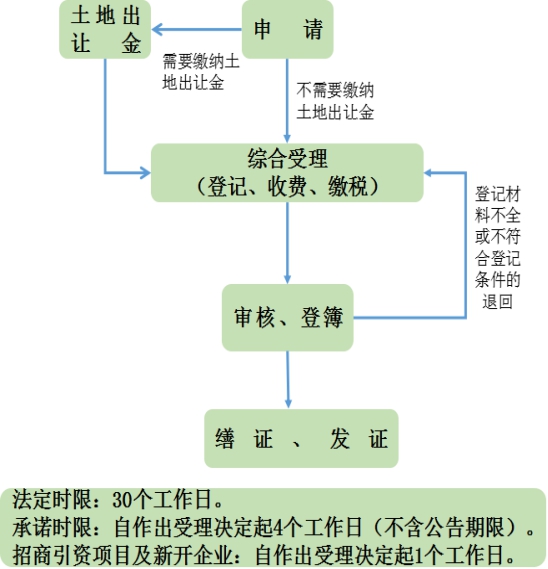 土地出
让 金
申 请
需要缴纳土
地出让金
不需要缴纳
土地出让金
综合受理
（登记、收费、缴税）
登记材
料不全
或不符
合登记
条件的
退回
审核、登簿
缮 证 、 发 证
法定时限：30个工作日。
承诺时限：自作出受理决定起4个工作日（不含公告期限）。
招商引资项目及新开企业：自作出受理决定起1个工作日。